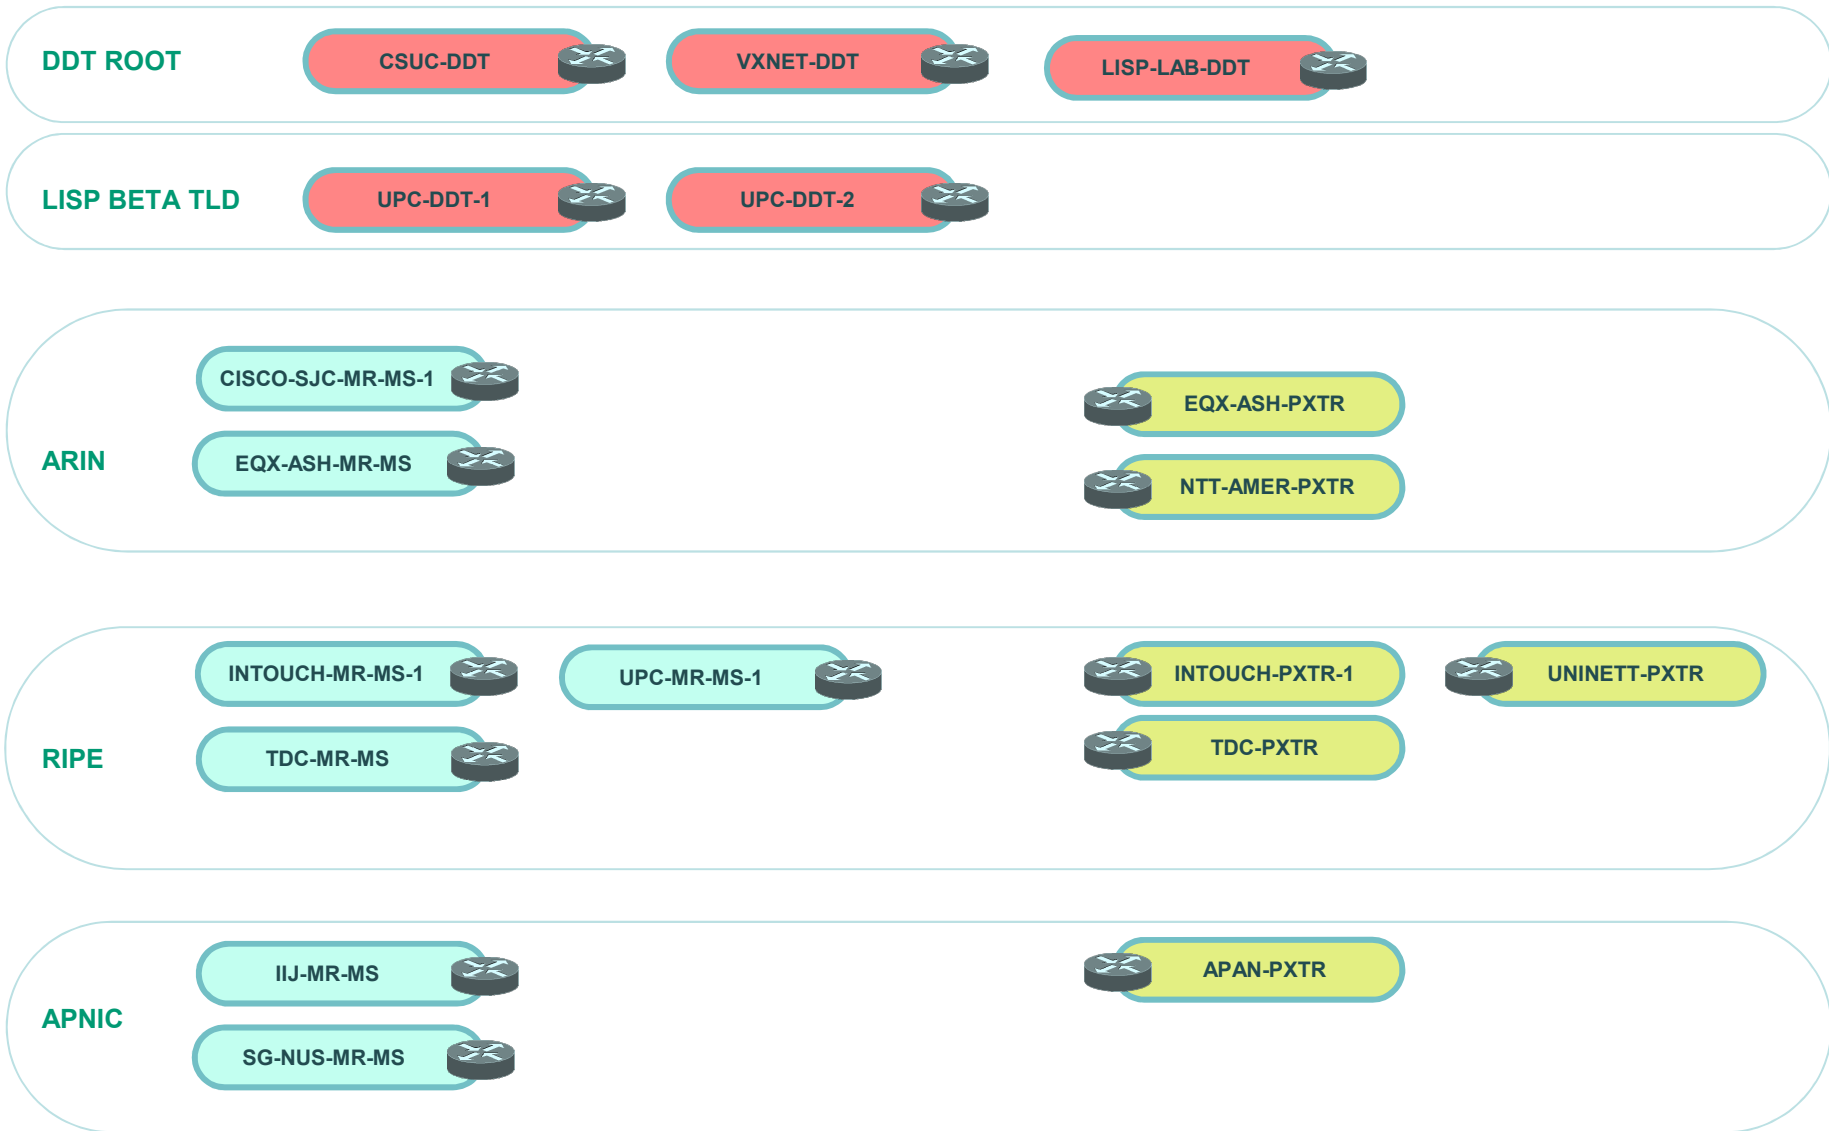 DDT ROOT
CSUC-DDT
VXNET-DDT
LISP-LAB-DDT
LISP BETA TLD
UPC-DDT-1
UPC-DDT-2
ARIN
CISCO-SJC-MR-MS-1
EQX-ASH-MR-MS
EQX-ASH-PXTR
NTT-AMER-PXTR
RIPE
INTOUCH-MR-MS-1
UPC-MR-MS-1
INTOUCH-PXTR-1
UNINETT-PXTR
TDC-MR-MS
TDC-PXTR
APNIC
IIJ-MR-MS
APAN-PXTR
SG-NUS-MR-MS